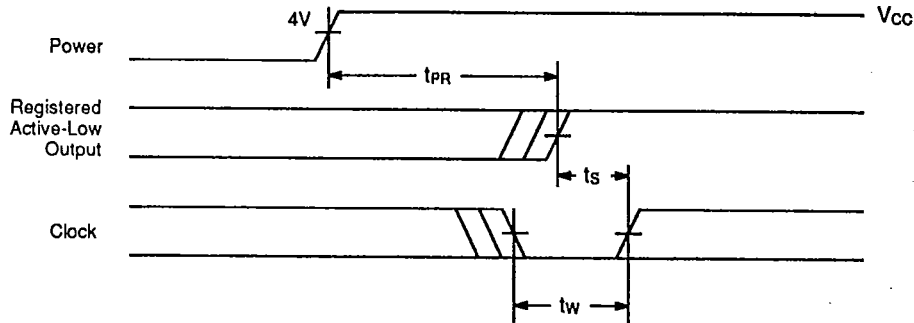 4V
VCC
Power
tPR
Registered
Active-Low
Output
tS
Clock
tW